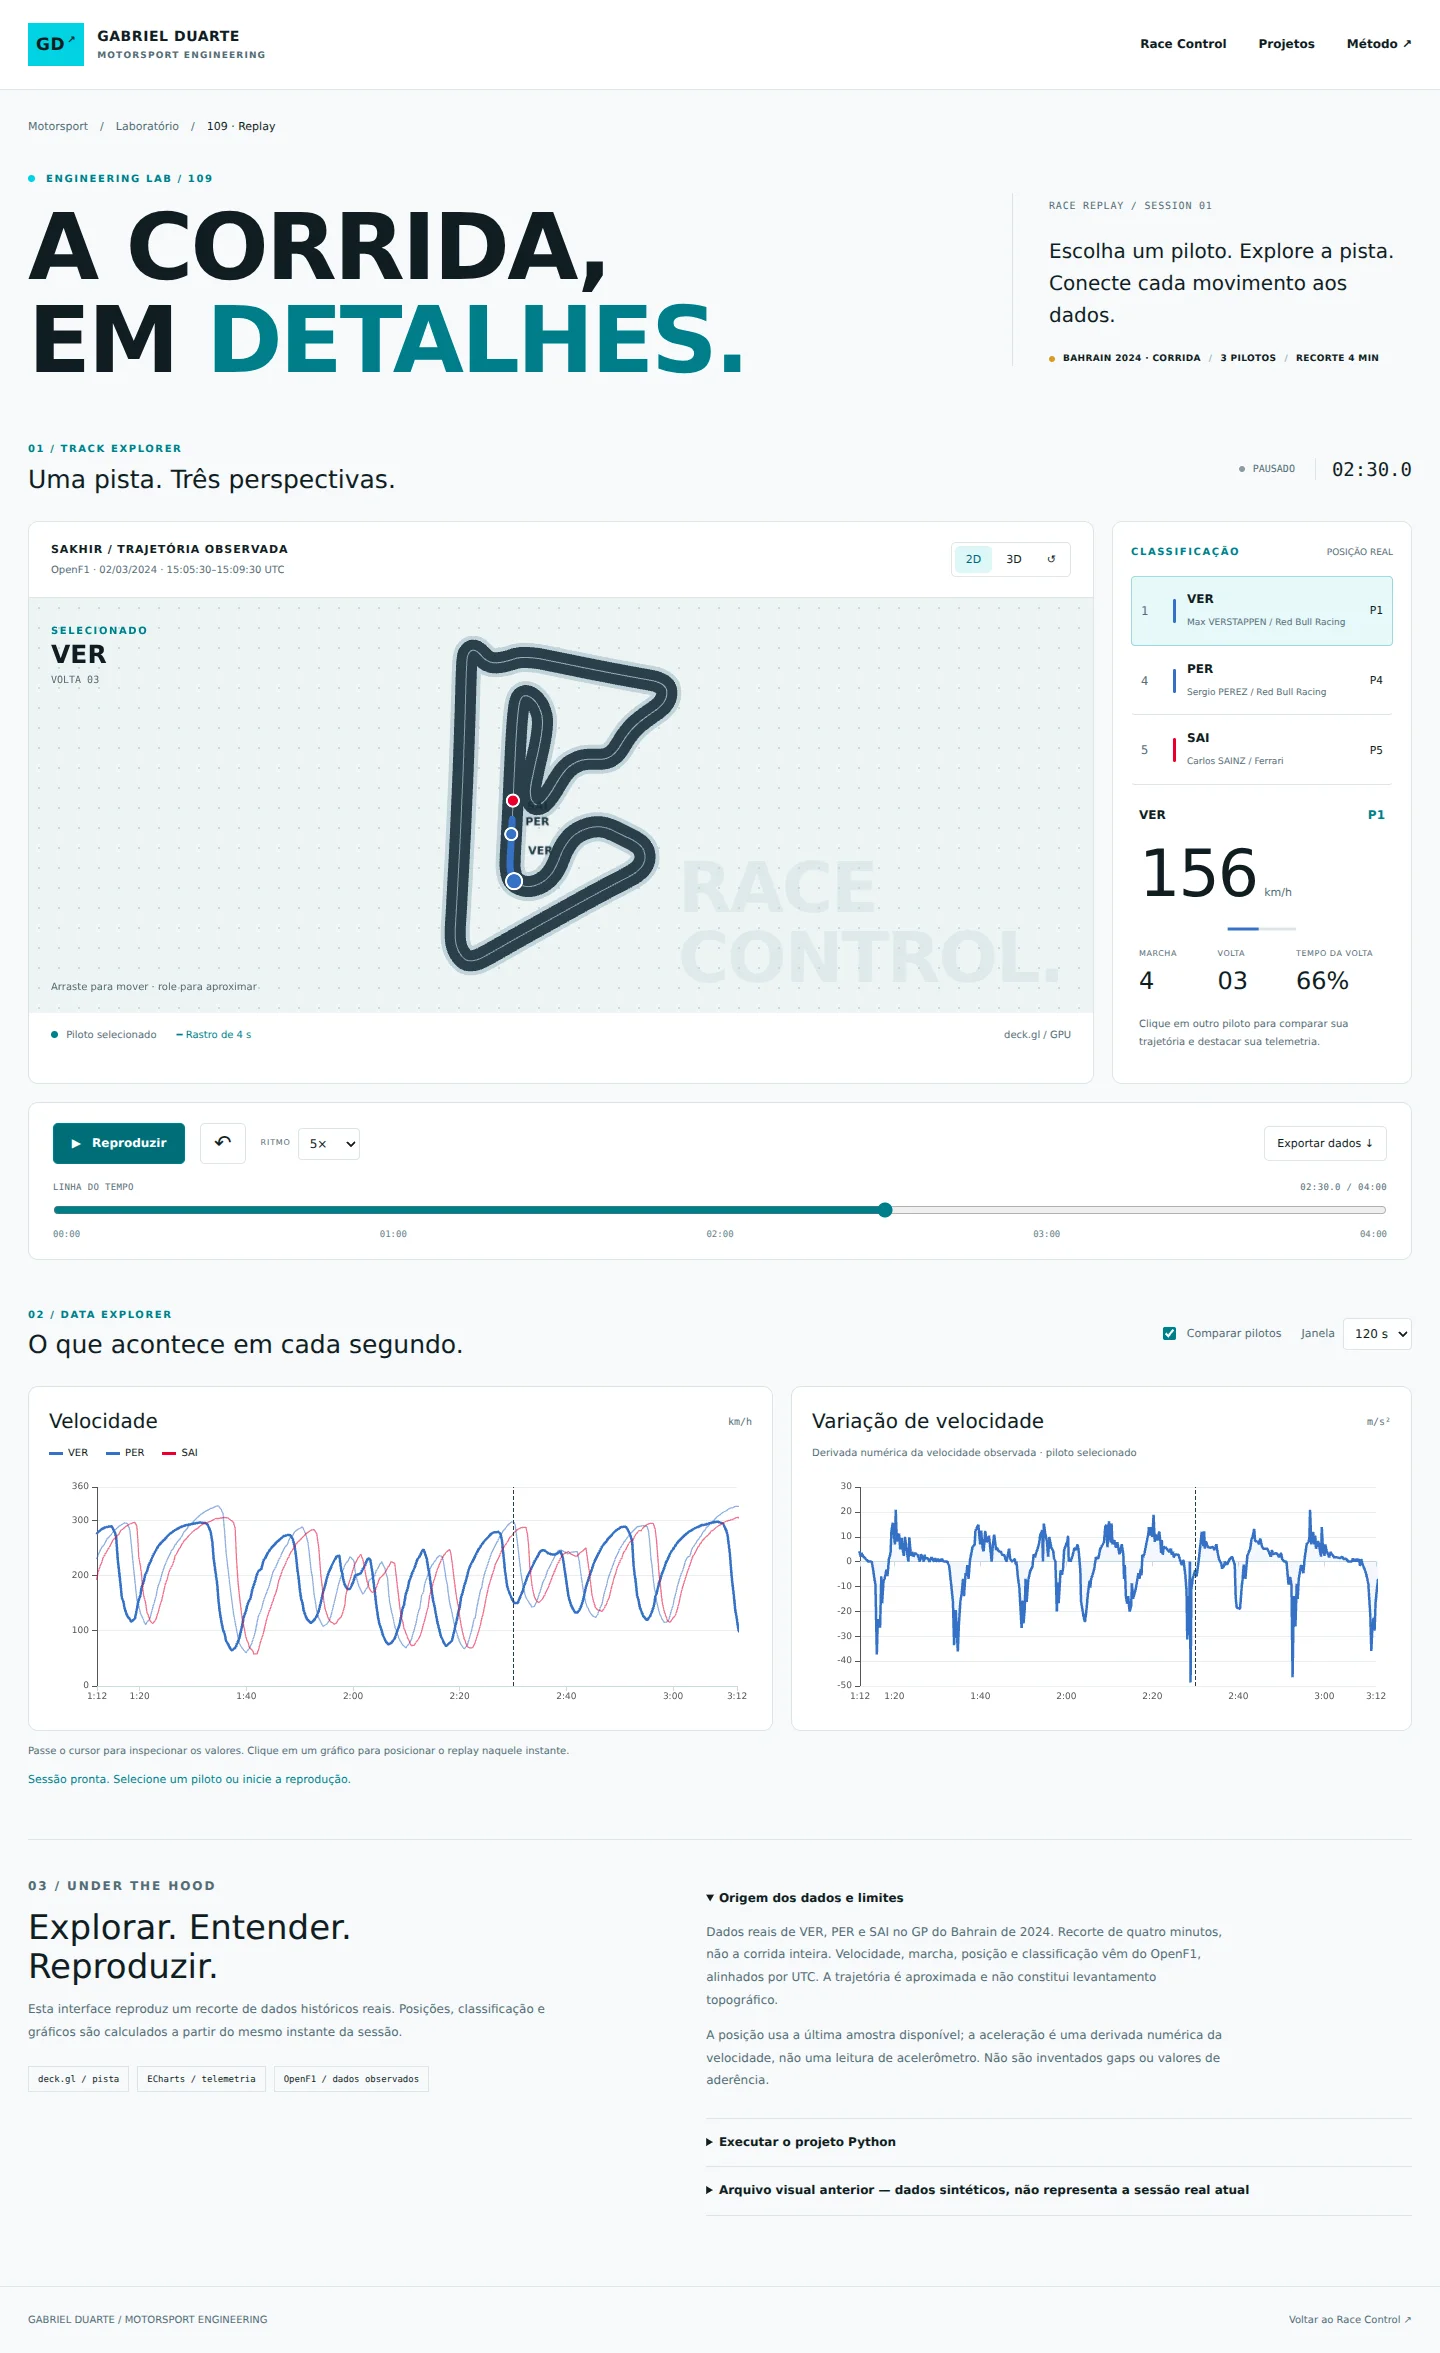 GD↗
GABRIEL DUARTE
MOTORSPORT ENGINEERING
Race Control
Projetos
Método ↗
Motorsport / Laboratório / 109 · Replay
ENGINEERING LAB / 109
A CORRIDA,
EM DETALHES.
RACE REPLAY / SESSION 01
Escolha um piloto. Explore a pista.
Conecte cada movimento aos
dados.
BAHRAIN 2024 · CORRIDA / 3 PILOTOS / RECORTE 4 MIN
01 / TRACK EXPLORER
Uma pista. Três perspectivas.
PAUSADO
02:30.0
SAKHIR / TRAJETÓRIA OBSERVADA
OpenF1 · 02/03/2024 · 15:05:30–15:09:30 UTC
2D
3D
↺
SELECIONADO
VER
VOLTA 03
PER
VER
RACE
CONTROL.
Arraste para mover · role para aproximar
Piloto selecionado
━ Rastro de 4 s
deck.gl / GPU
CLASSIFICAÇÃO
POSIÇÃO REAL
1
VER
Max VERSTAPPEN / Red Bull Racing
P1
4
PER
Sergio PEREZ / Red Bull Racing
P4
5
SAI
Carlos SAINZ / Ferrari
P5
VER
P1
156 km/h
MARCHA
VOLTA
TEMPO DA VOLTA
4
03
66%
Clique em outro piloto para comparar sua
trajetória e destacar sua telemetria.
▶ Reproduzir
↶
RITMO
5×
Exportar dados ↓
LINHA DO TEMPO
02:30.0 / 04:00
00:00
01:00
02:00
03:00
04:00
02 / DATA EXPLORER
O que acontece em cada segundo.
Comparar pilotos
Janela
120 s
Velocidade
km/h
VER
PER
SAI
360
300
200
100
0
1:12
1:20
1:40
2:00
2:20
2:40
3:00
3:12
Variação de velocidade
m/s²
Derivada numérica da velocidade observada · piloto selecionado
30
20
10
0
-10
-20
-30
-40
-50
1:12
1:20
1:40
2:00
2:20
2:40
3:00
3:12
Passe o cursor para inspecionar os valores. Clique em um gráfico para posicionar o replay naquele instante.
Sessão pronta. Selecione um piloto ou inicie a reprodução.
03 / UNDER THE HOOD
Explorar. Entender.
Reproduzir.
Esta interface reproduz um recorte de dados históricos reais. Posições, classificação e
gráficos são calculados a partir do mesmo instante da sessão.
deck.gl / pista
ECharts / telemetria
OpenF1 / dados observados
▼ Origem dos dados e limites
Dados reais de VER, PER e SAI no GP do Bahrain de 2024. Recorte de quatro minutos,
não a corrida inteira. Velocidade, marcha, posição e classificação vêm do OpenF1,
alinhados por UTC. A trajetória é aproximada e não constitui levantamento
topográfico.
A posição usa a última amostra disponível; a aceleração é uma derivada numérica da
velocidade, não uma leitura de acelerômetro. Não são inventados gaps ou valores de
aderência.
▶ Executar o projeto Python
▶ Arquivo visual anterior — dados sintéticos, não representa a sessão real atual
GABRIEL DUARTE / MOTORSPORT ENGINEERING
Voltar ao Race Control ↗